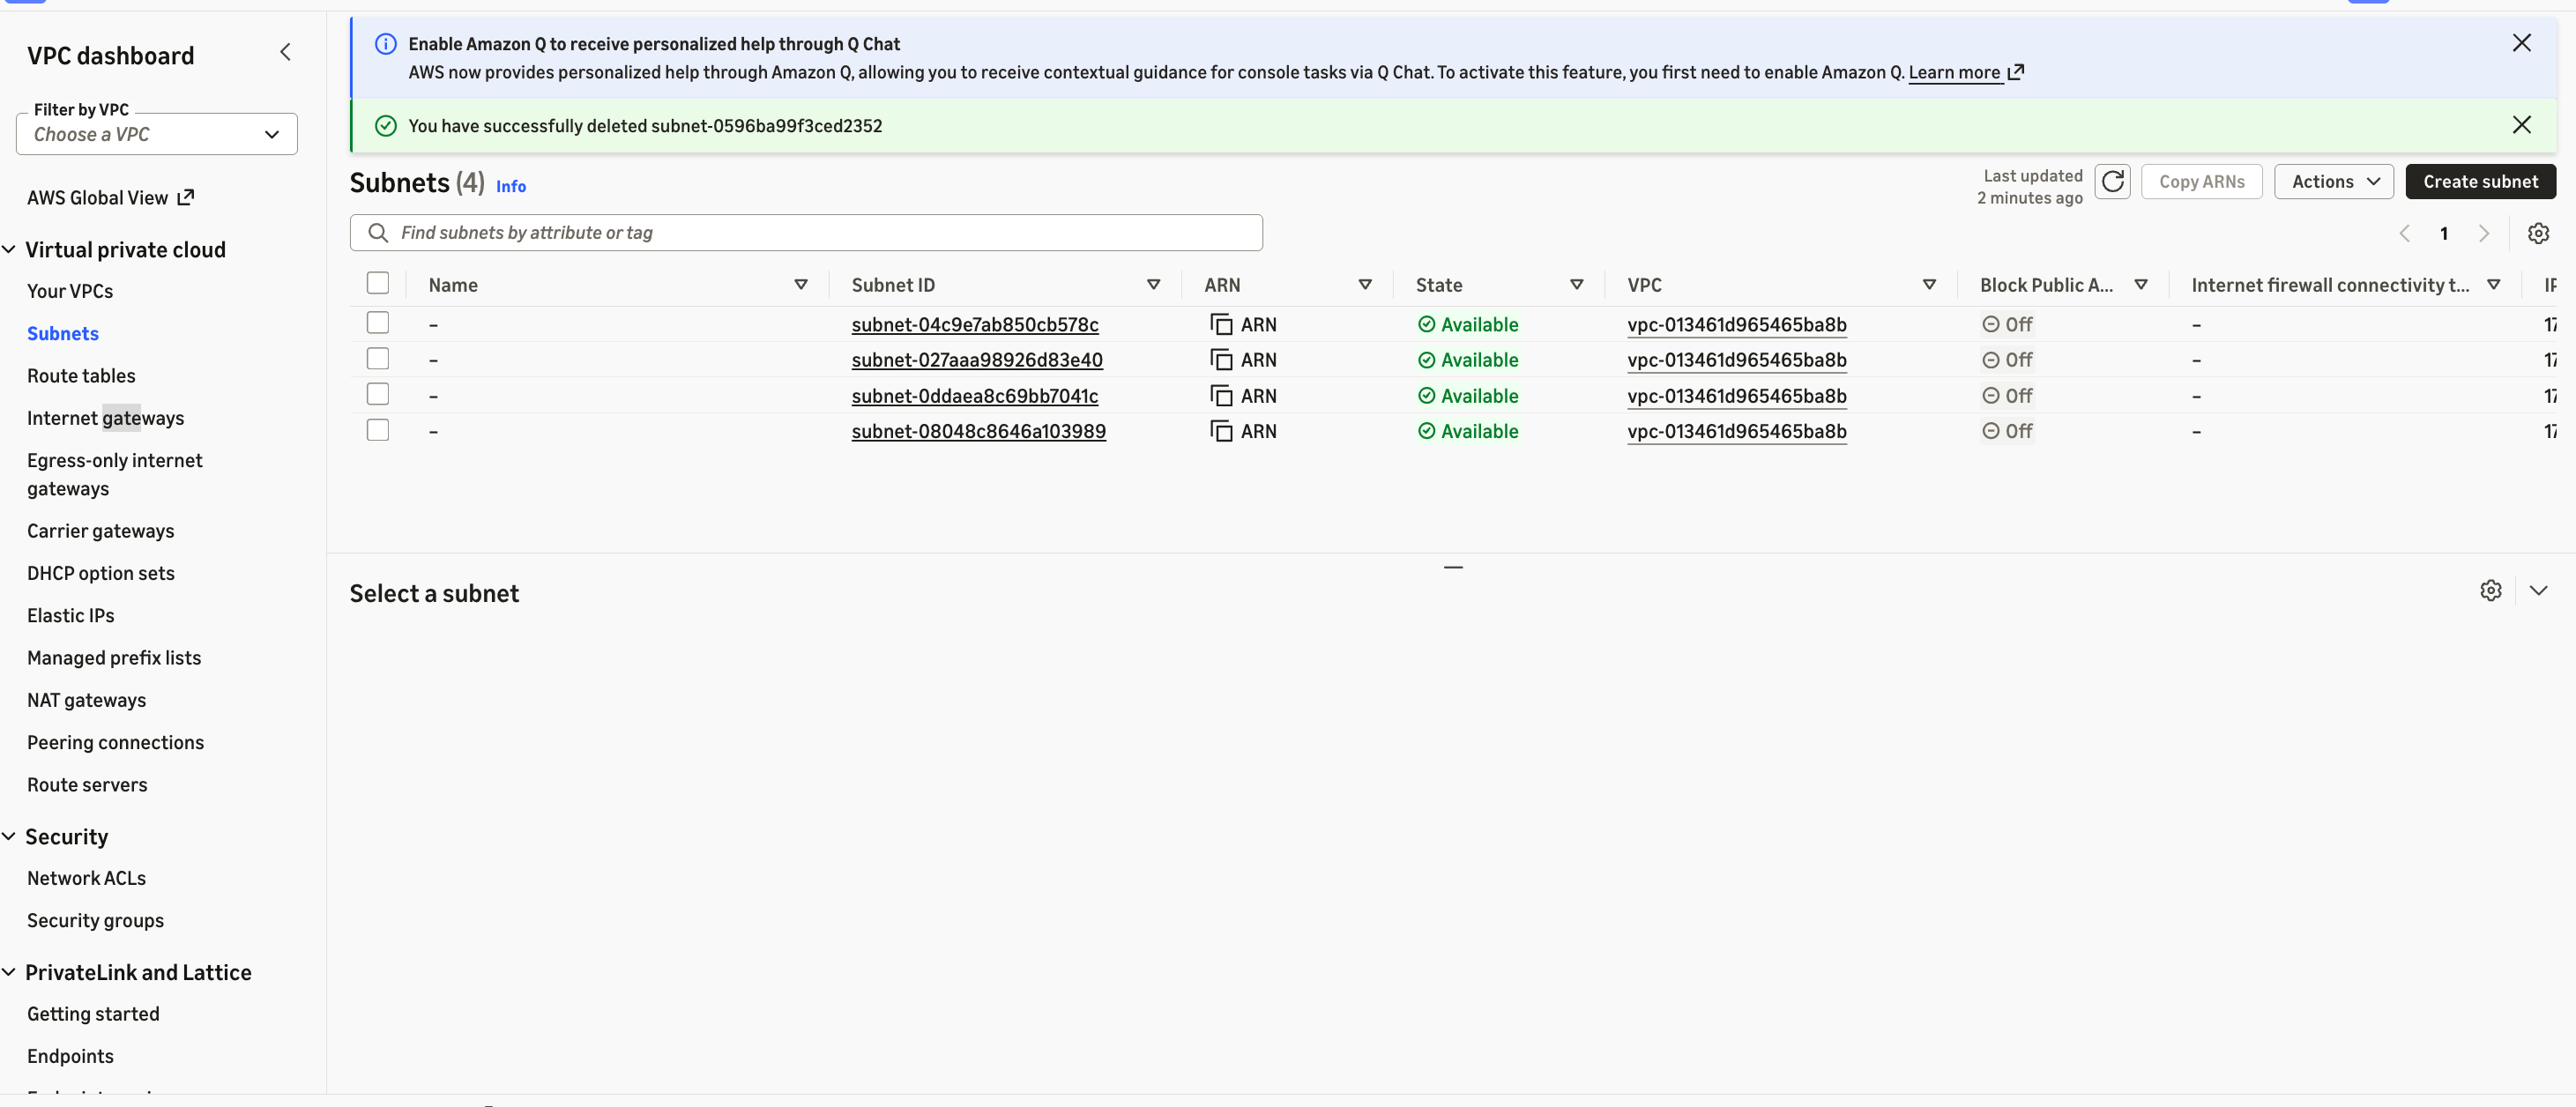 VPC dashboard
Filter by VPC
Choose a VPC
AWS Global View
Virtual private cloud
Your VPCs
Subnets
Route tables
Internet gateways
Egress-only internet
gateways
Carrier gateways
DHCP option sets
Elastic IPs
Managed prefix lists
NAT gateways
Peering connections
Route servers
Security
Network ACLs
Security groups
PrivateLink and Lattice
Getting started
Endpoints
Enable Amazon Q to receive personalized help through Q Chat
AWS now provides personalized help through Amazon Q, allowing you to receive contextual guidance for console tasks via Q Chat. To activate this feature, you first need to enable Amazon Q. Learn more
You have successfully deleted subnet-0596ba99f3ced2352
Subnets (4) Info
Last updated
2 minutes ago
Copy ARNs Actions Create subnet
Find subnets by attribute or tag
1
Name Subnet ID ARN State VPC Block Public A... Internet firewall connectivity t... IP
– subnet-04c9e7ab850cb578c ARN Available vpc-013461d965465ba8b Off – 17
– subnet-027aaa98926d83e40 ARN Available vpc-013461d965465ba8b Off – 17
– subnet-0ddaea8c69bb7041c ARN Available vpc-013461d965465ba8b Off – 17
– subnet-08048c8646a103989 ARN Available vpc-013461d965465ba8b Off – 17
Select a subnet